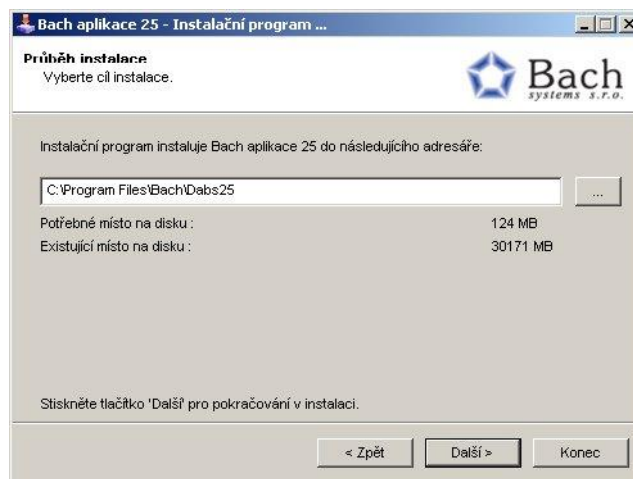 Bach aplikace 25 - Instalační program ...
Průběh instalace
Vyberte cíl instalace.
Bach
systems s.r.o.
Instalační program instaluje Bach aplikace 25 do následujícího adresáře:
C:\Program Files\Bach\Dabs25
...
Potřebné místo na disku : 124 MB
Existující místo na disku : 30171 MB
Stiskněte tlačítko 'Další' pro pokračování v instalaci.
< Zpět Další > Konec